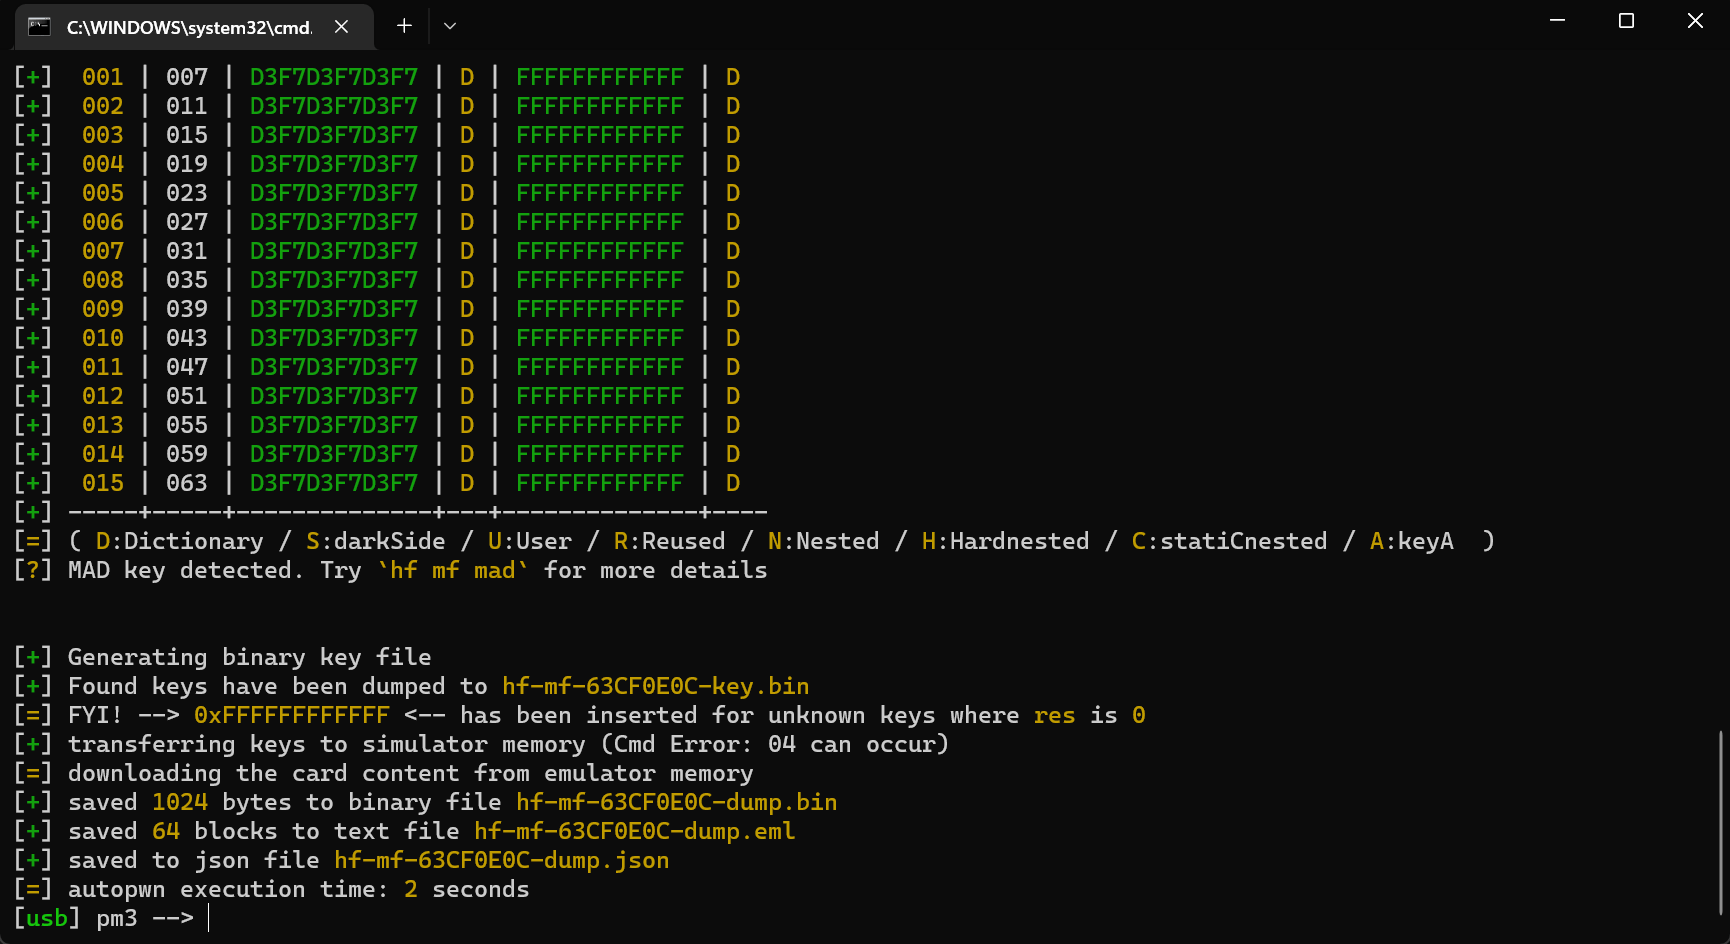 C:\WINDOWS\system32\cmd.
[+]  001 | 007 | D3F7D3F7D3F7 | D | FFFFFFFFFFFF | D
[+]  002 | 011 | D3F7D3F7D3F7 | D | FFFFFFFFFFFF | D
[+]  003 | 015 | D3F7D3F7D3F7 | D | FFFFFFFFFFFF | D
[+]  004 | 019 | D3F7D3F7D3F7 | D | FFFFFFFFFFFF | D
[+]  005 | 023 | D3F7D3F7D3F7 | D | FFFFFFFFFFFF | D
[+]  006 | 027 | D3F7D3F7D3F7 | D | FFFFFFFFFFFF | D
[+]  007 | 031 | D3F7D3F7D3F7 | D | FFFFFFFFFFFF | D
[+]  008 | 035 | D3F7D3F7D3F7 | D | FFFFFFFFFFFF | D
[+]  009 | 039 | D3F7D3F7D3F7 | D | FFFFFFFFFFFF | D
[+]  010 | 043 | D3F7D3F7D3F7 | D | FFFFFFFFFFFF | D
[+]  011 | 047 | D3F7D3F7D3F7 | D | FFFFFFFFFFFF | D
[+]  012 | 051 | D3F7D3F7D3F7 | D | FFFFFFFFFFFF | D
[+]  013 | 055 | D3F7D3F7D3F7 | D | FFFFFFFFFFFF | D
[+]  014 | 059 | D3F7D3F7D3F7 | D | FFFFFFFFFFFF | D
[+]  015 | 063 | D3F7D3F7D3F7 | D | FFFFFFFFFFFF | D
[+] -----+-----+--------------+---+--------------+----
[=] ( D:Dictionary / S:darkSide / U:User / R:Reused / N:Nested / H:Hardnested / C:statiCnested / A:keyA  )
[?] MAD key detected. Try `hf mf mad` for more details
[+] Generating binary key file
[+] Found keys have been dumped to hf-mf-63CF0E0C-key.bin
[=] FYI! --> 0xFFFFFFFFFFFF <-- has been inserted for unknown keys where res is 0
[+] transferring keys to simulator memory (Cmd Error: 04 can occur)
[=] downloading the card content from emulator memory
[+] saved 1024 bytes to binary file hf-mf-63CF0E0C-dump.bin
[+] saved 64 blocks to text file hf-mf-63CF0E0C-dump.eml
[+] saved to json file hf-mf-63CF0E0C-dump.json
[=] autopwn execution time: 2 seconds
[usb] pm3 -->